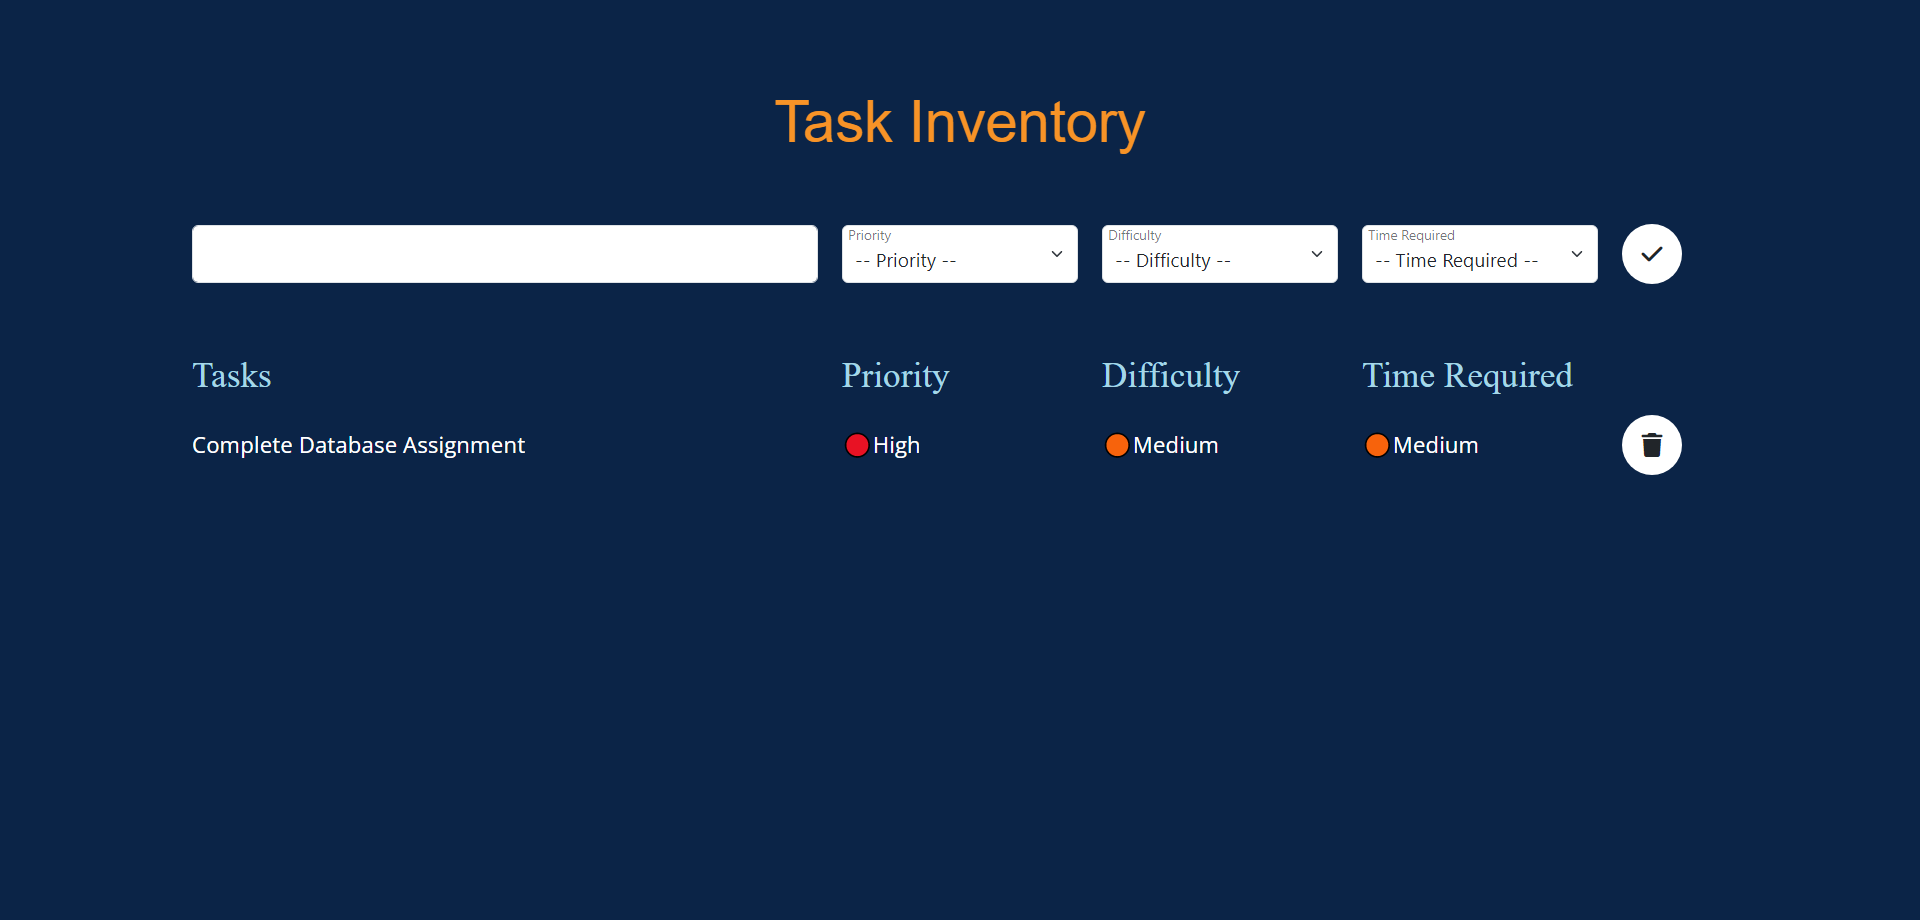 Task Inventory
Priority Difficulty Time Required
-- Priority -- -- Difficulty -- -- Time Required --
Tasks Priority Difficulty Time Required
Complete Database Assignment High Medium Medium